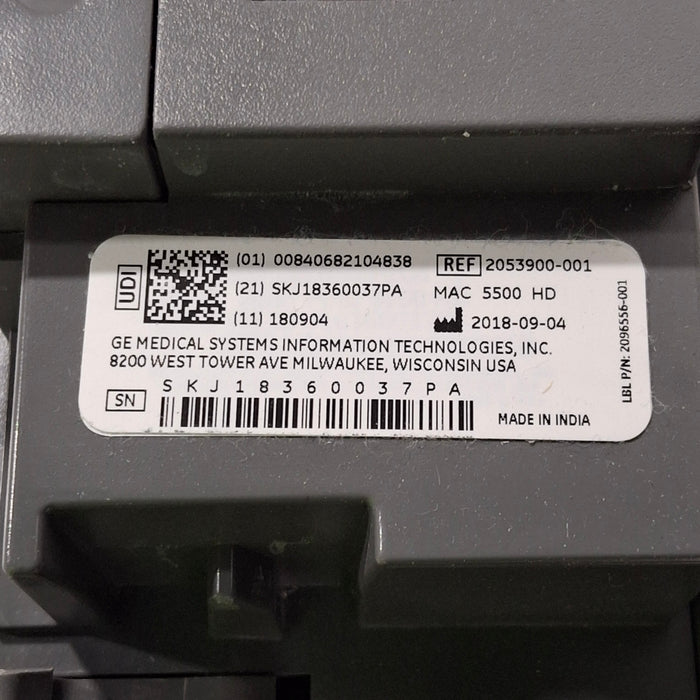 UDI
(01) 00840682104838
REF 2053900-001
(21) SKJ18360037PA
MAC 5500 HD
(11) 180904
2018-09-04
GE MEDICAL SYSTEMS INFORMATION TECHNOLOGIES, INC.
8200 WEST TOWER AVE MILWAUKEE, WISCONSIN USA
SN
SKJ18360037PA
MADE IN INDIA
LBL P/N: 2096556-001